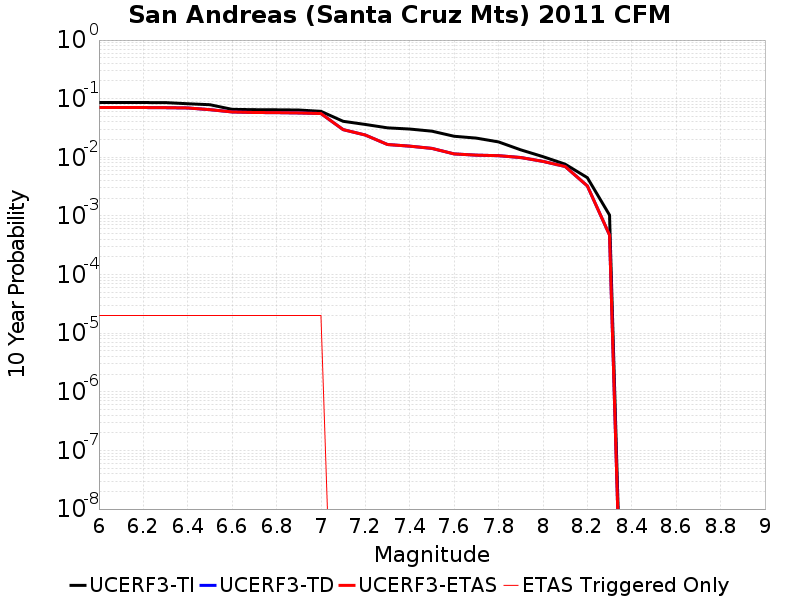 San Andreas (Santa Cruz Mts) 2011 CFM
10^0
10^-1
10^-2
10^-3
10^-4
10^-5
10^-6
10^-7
10^-8
10 Year Probability
6 6.2 6.4 6.6 6.8 7 7.2 7.4 7.6 7.8 8 8.2 8.4 8.6 8.8 9
Magnitude
UCERF3-TI UCERF3-TD UCERF3-ETAS ETAS Triggered Only